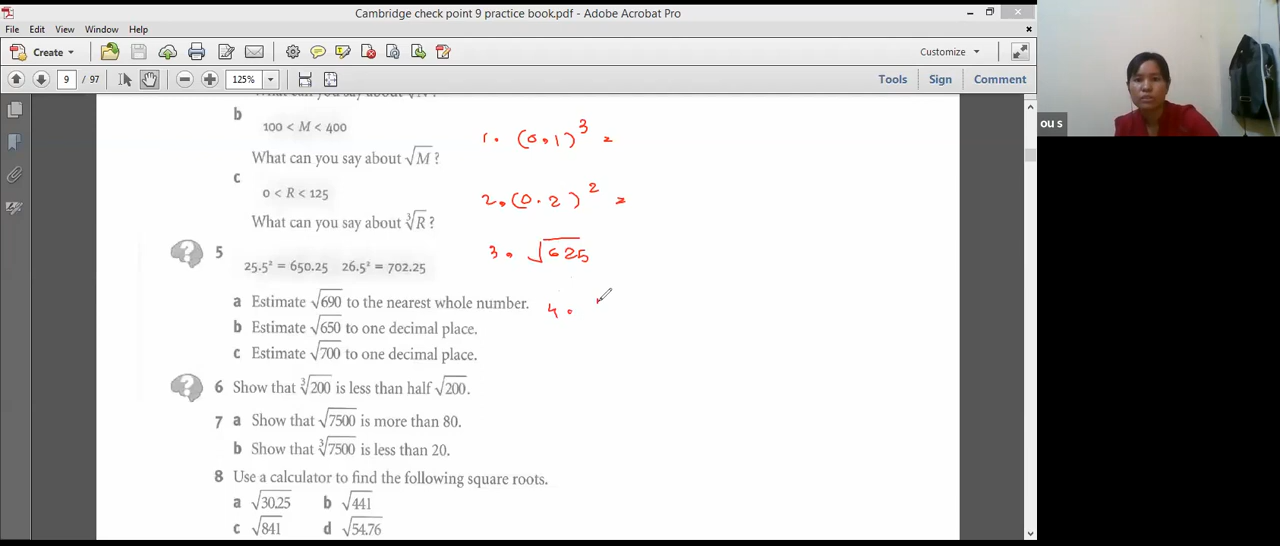 Cambridge check point 9 practice book.pdf - Adobe Acrobat Pro
File Edit View Window Help
Create Customize
9 / 97 125% Tools Sign Comment
b
100 < M < 400
What can you say about √M?
c
0 < R < 125
What can you say about ∛R?
5
25.5² = 650.25 26.5² = 702.25
a Estimate √690 to the nearest whole number.
b Estimate √650 to one decimal place.
c Estimate √700 to one decimal place.
6 Show that ∛200 is less than half √200.
7 a Show that √7500 is more than 80.
b Show that ∛7500 is less than 20.
8 Use a calculator to find the following square roots.
a √30.25 b √441
c √841 d √54.76
1. (0.1)³ =
2. (0.2)² =
3. √625
4.
ou s